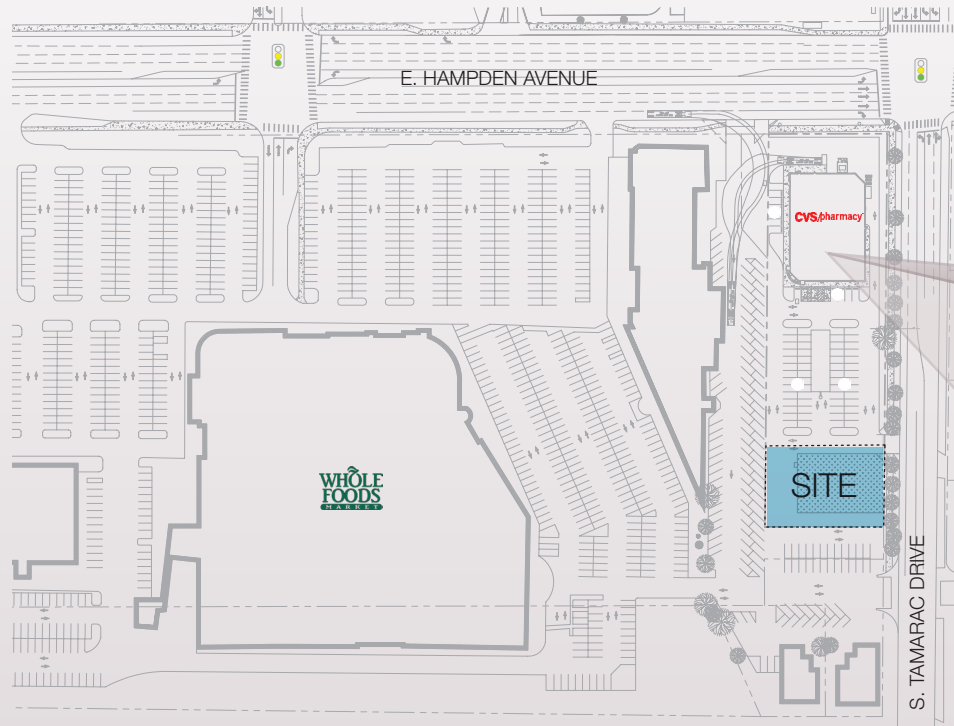 E. HAMPDEN AVENUE
CVS/pharmacy
WHOLE
FOODS
MARKET
SITE
S. TAMARAC DRIVE